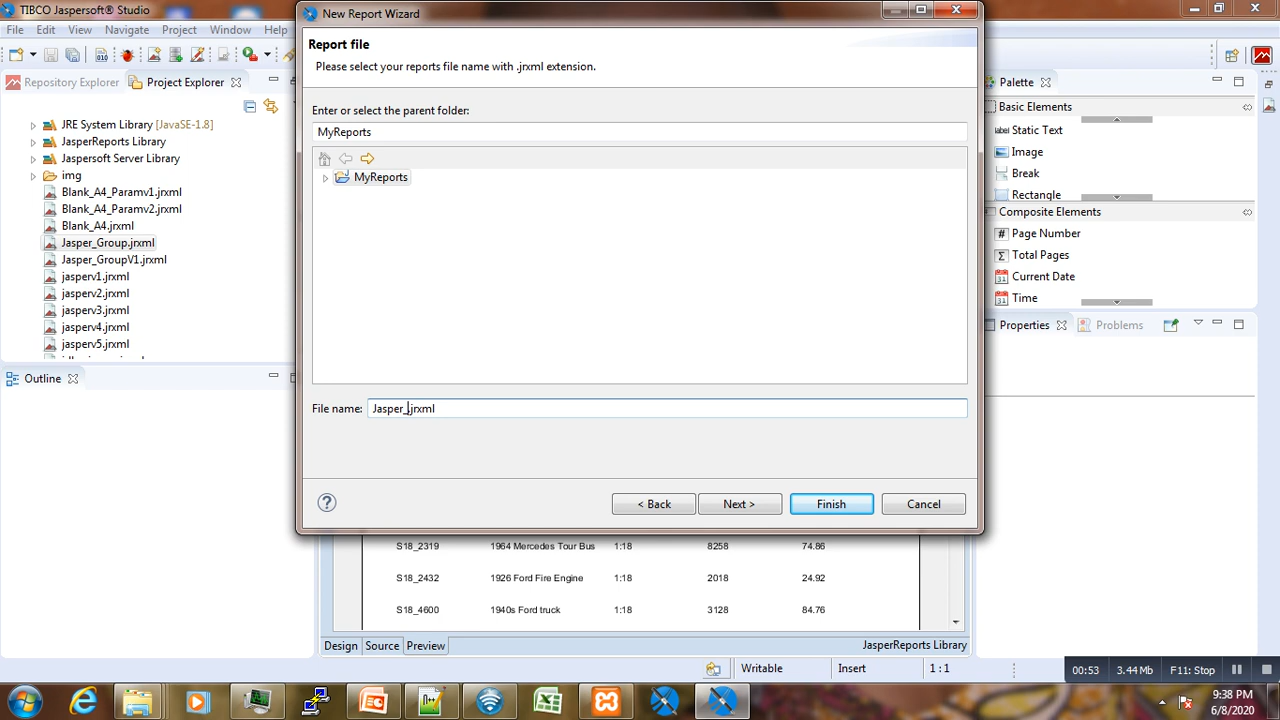 TIBCO Jaspersoft® Studio
File Edit View Navigate Project Window Help
Repository Explorer Project Explorer
JRE System Library [JavaSE-1.8]
JasperReports Library
Jaspersoft Server Library
img
Blank_A4_Paramv1.jrxml
Blank_A4_Paramv2.jrxml
Blank_A4.jrxml
Jasper_Group.jrxml
Jasper_GroupV1.jrxml
jasperv1.jrxml
jasperv2.jrxml
jasperv3.jrxml
jasperv4.jrxml
jasperv5.jrxml
Outline
New Report Wizard
Report file
Please select your reports file name with .jrxml extension.
Enter or select the parent folder:
MyReports
MyReports
File name: Jasper_.jrxml
< Back Next > Finish Cancel
S18_2319 1964 Mercedes Tour Bus 1:18 8258 74.86
S18_2432 1926 Ford Fire Engine 1:18 2018 24.92
S18_4600 1940s Ford truck 1:18 3128 84.76
Design Source Preview JasperReports Library
Palette
Basic Elements
label Static Text
Image
Break
Rectangle
Composite Elements
# Page Number
Σ Total Pages
Current Date
Time
Properties Problems
Writable Insert 1 : 1
00:53 3.44 Mb F11: Stop
9:38 PM
6/8/2020